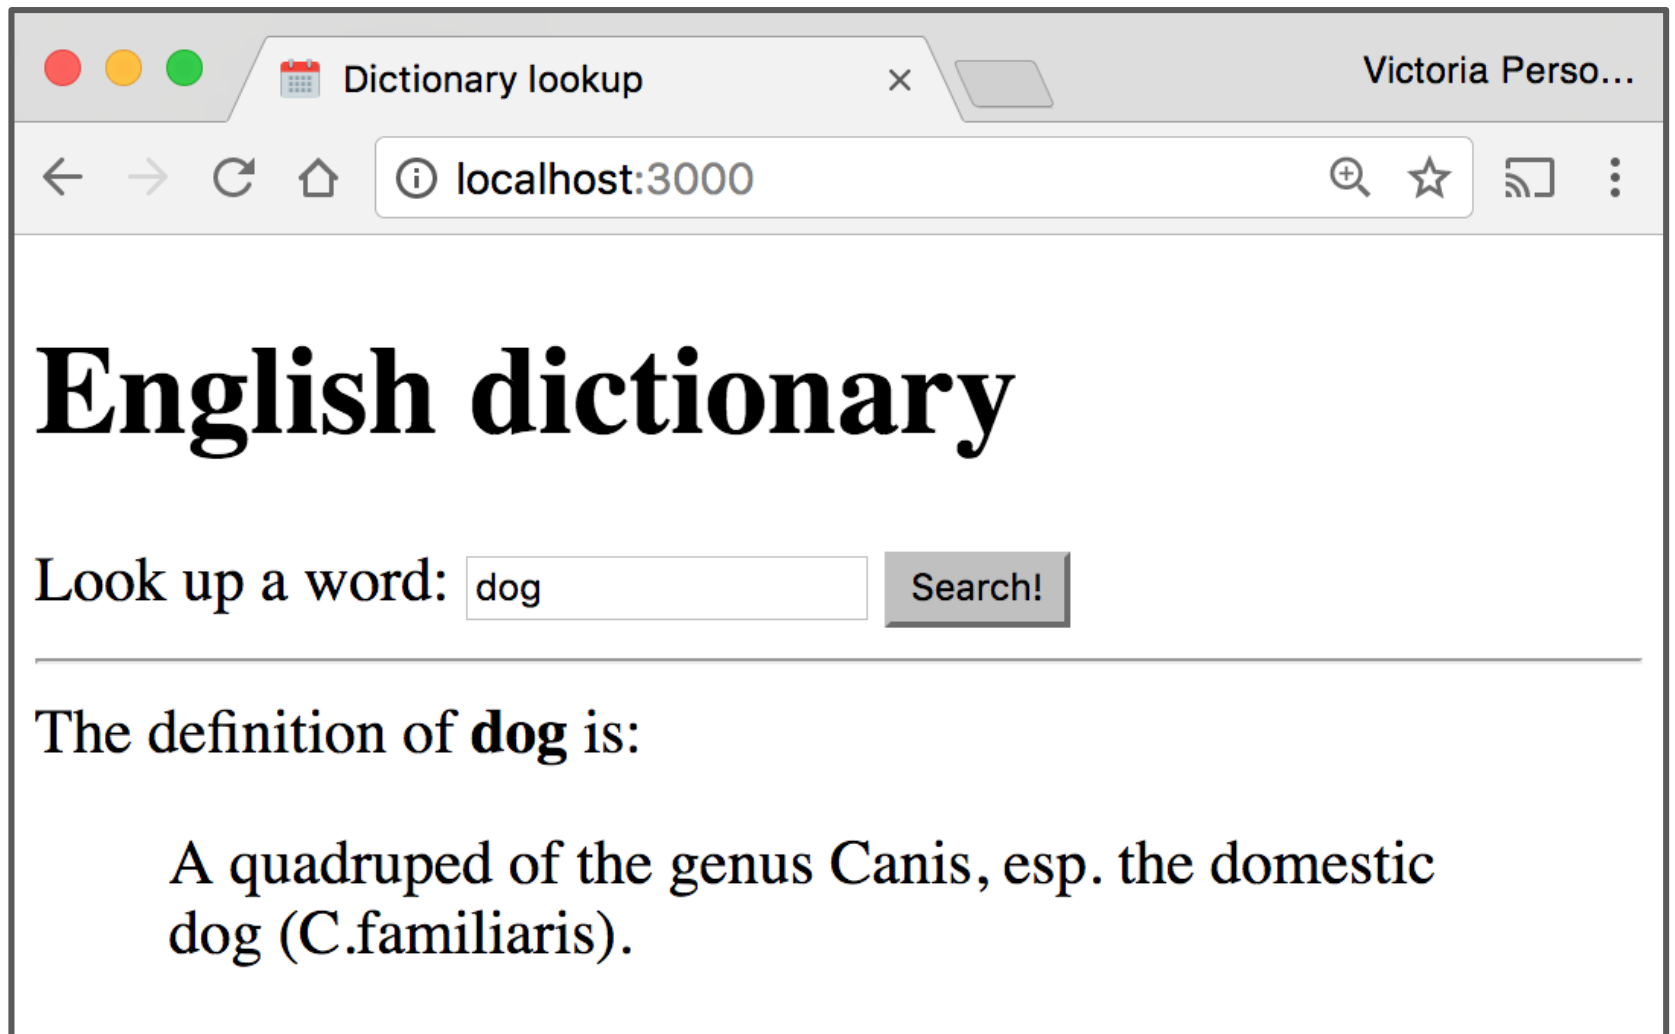 Dictionary lookup
Victoria Perso...
localhost:3000
English dictionary
Look up a word: dog Search!
The definition of dog is:
A quadruped of the genus Canis, esp. the domestic
dog (C.familiaris).